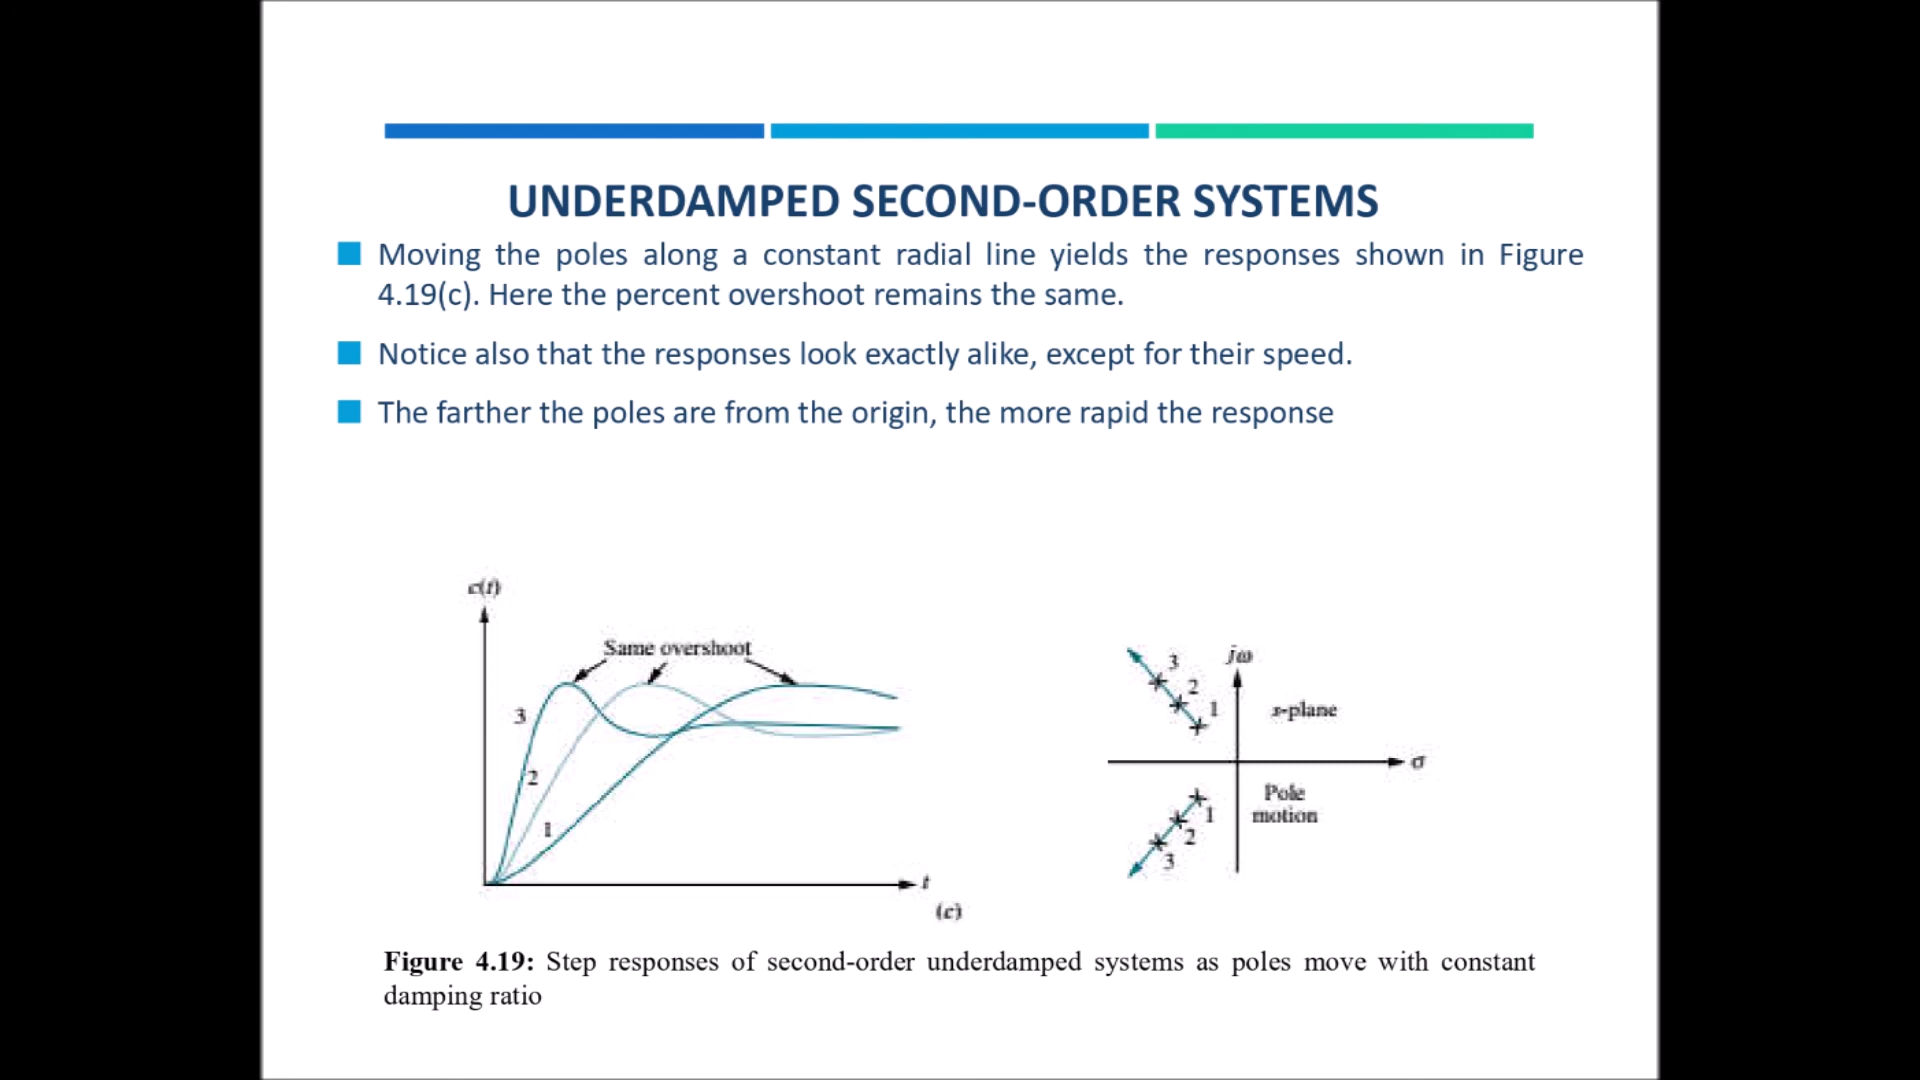 UNDERDAMPED SECOND-ORDER SYSTEMS
Moving the poles along a constant radial line yields the responses shown in Figure
4.19(c). Here the percent overshoot remains the same.
Notice also that the responses look exactly alike, except for their speed.
The farther the poles are from the origin, the more rapid the response
c(t)
Same overshoot
3
2
1
t
(c)
jω
3
2
1
s-plane
σ
Pole
motion
1
2
3
Figure 4.19: Step responses of second-order underdamped systems as poles move with constant
damping ratio